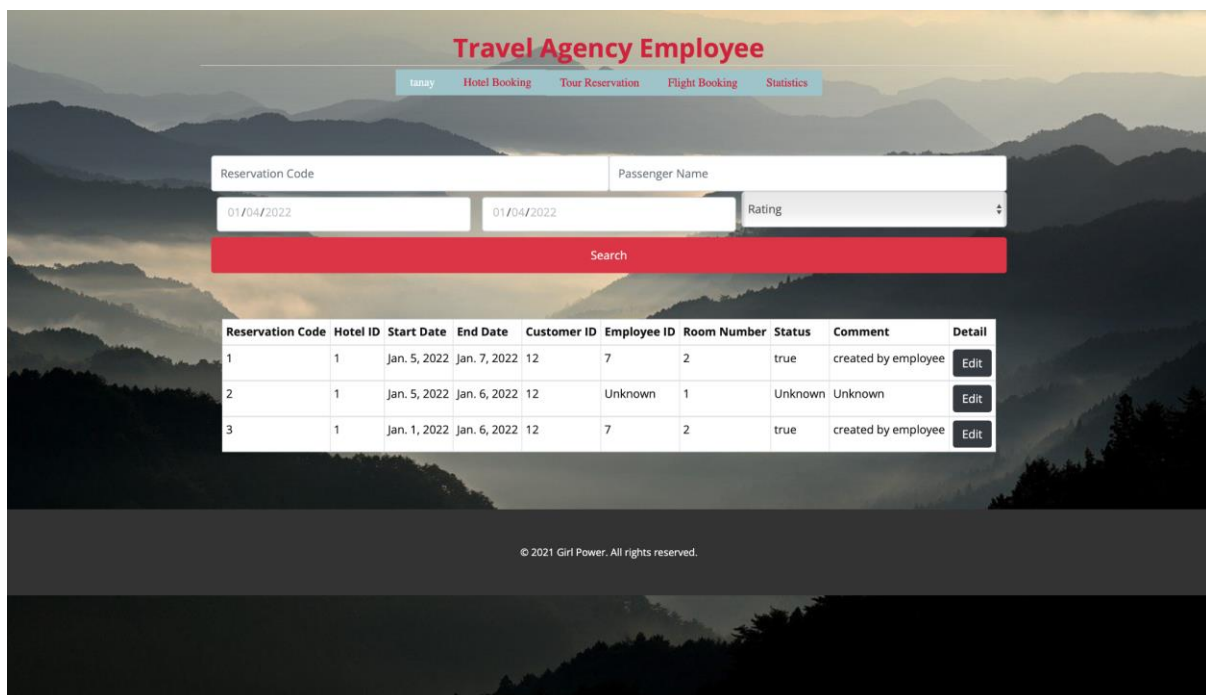 Travel Agency Employee
tanay Hotel Booking Tour Reservation Flight Booking Statistics
Reservation Code Passenger Name
01/04/2022 01/04/2022 Rating
Search
Reservation Code Hotel ID Start Date End Date Customer ID Employee ID Room Number Status Comment Detail
1 1 Jan. 5, 2022 Jan. 7, 2022 12 7 2 true created by employee Edit
2 1 Jan. 5, 2022 Jan. 6, 2022 12 Unknown 1 Unknown Unknown Edit
3 1 Jan. 1, 2022 Jan. 6, 2022 12 7 2 true created by employee Edit
© 2021 Girl Power. All rights reserved.